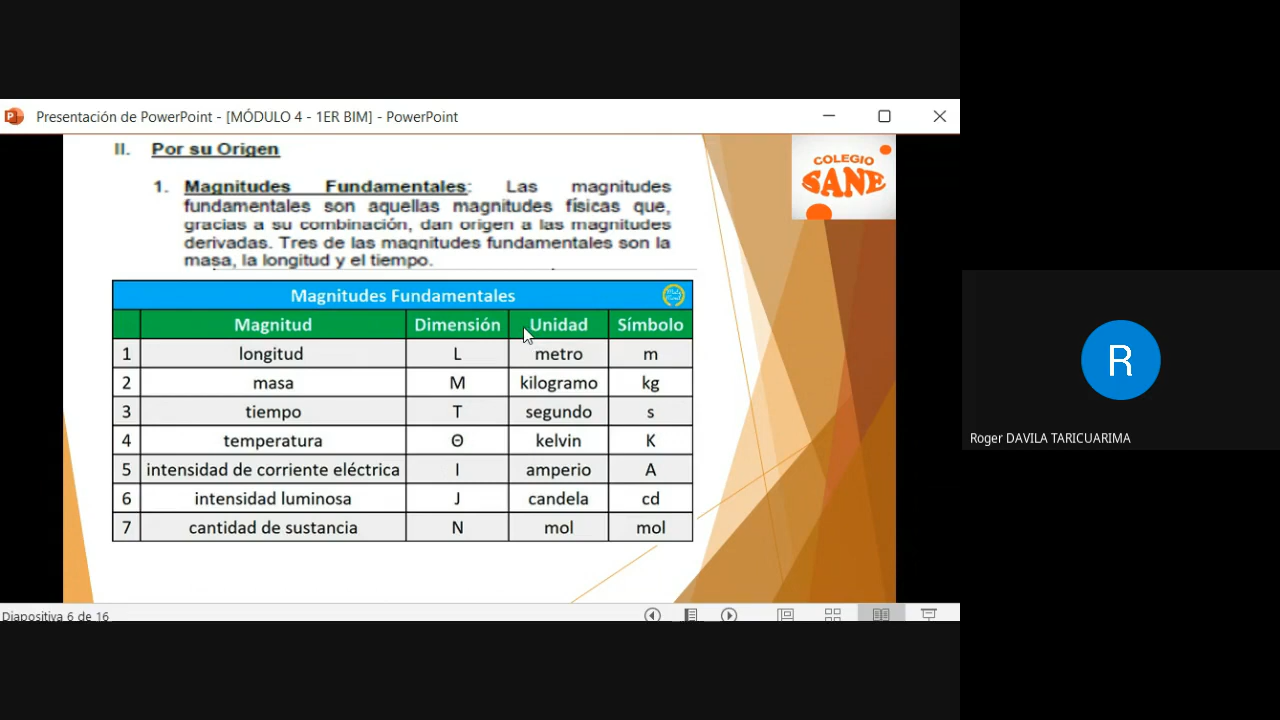 Presentación de PowerPoint - [MÓDULO 4 - 1ER BIM] - PowerPoint
II. Por su Origen
COLEGIO
SANE
1. Magnitudes Fundamentales: Las magnitudes
fundamentales son aquellas magnitudes físicas que,
gracias a su combinación, dan origen a las magnitudes
derivadas. Tres de las magnitudes fundamentales son la
masa, la longitud y el tiempo.
Magnitudes Fundamentales
Magnitud Dimensión Unidad Símbolo
1 longitud L metro m
2 masa M kilogramo kg
3 tiempo T segundo s
4 temperatura Θ kelvin K
5 intensidad de corriente eléctrica I amperio A
6 intensidad luminosa J candela cd
7 cantidad de sustancia N mol mol
Diapositiva 6 de 16
R
Roger DAVILA TARICUARIMA